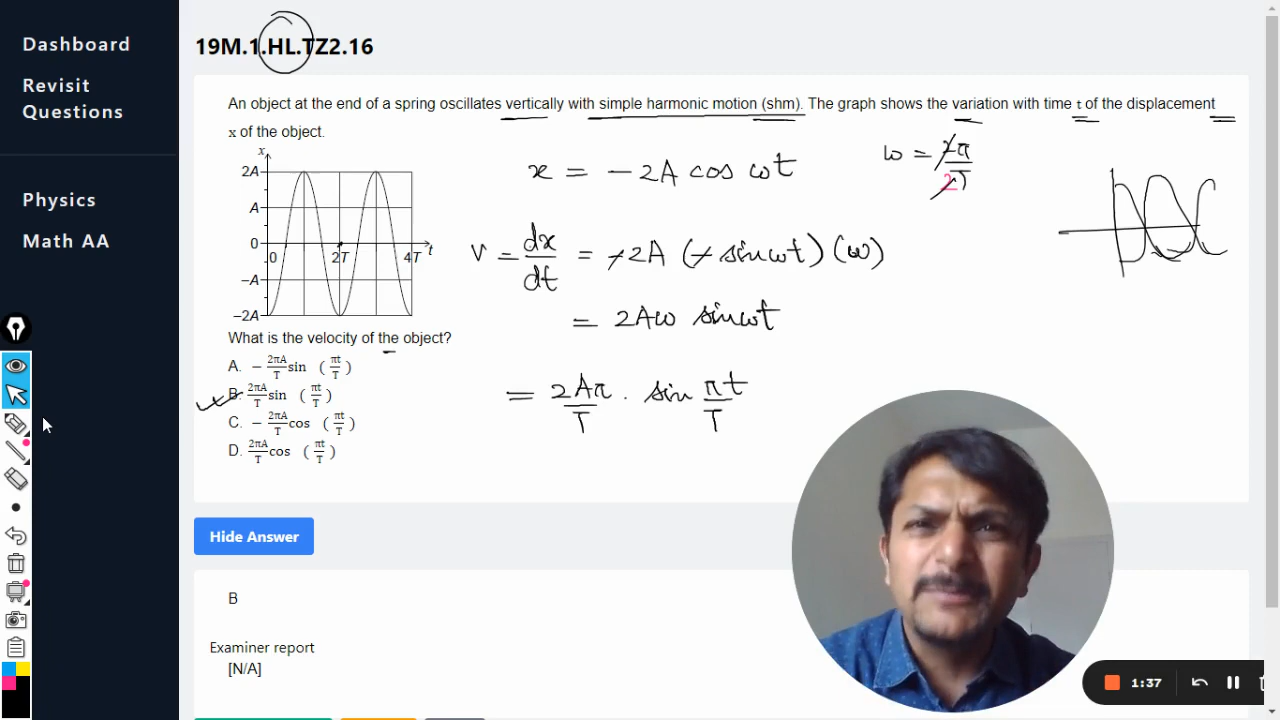 Dashboard
Revisit
Questions
Physics
Math AA
19M.1.HL.TZ2.16
An object at the end of a spring oscillates vertically with simple harmonic motion (shm). The graph shows the variation with time t of the displacement
x of the object.
x
2A
A
0
−A
−2A
0 2T 4T t
x = −2A cos ωt
ω = 2π/2T
V = dx/dt = −2A (−sin ωt) (ω)
= 2Aω sin ωt
= 2Aπ/T · sin πt/T
What is the velocity of the object?
A. − 2πA/T sin (πt/T)
B. 2πA/T sin (πt/T)
C. − 2πA/T cos (πt/T)
D. 2πA/T cos (πt/T)
Hide Answer
B
Examiner report
[N/A]
1:37